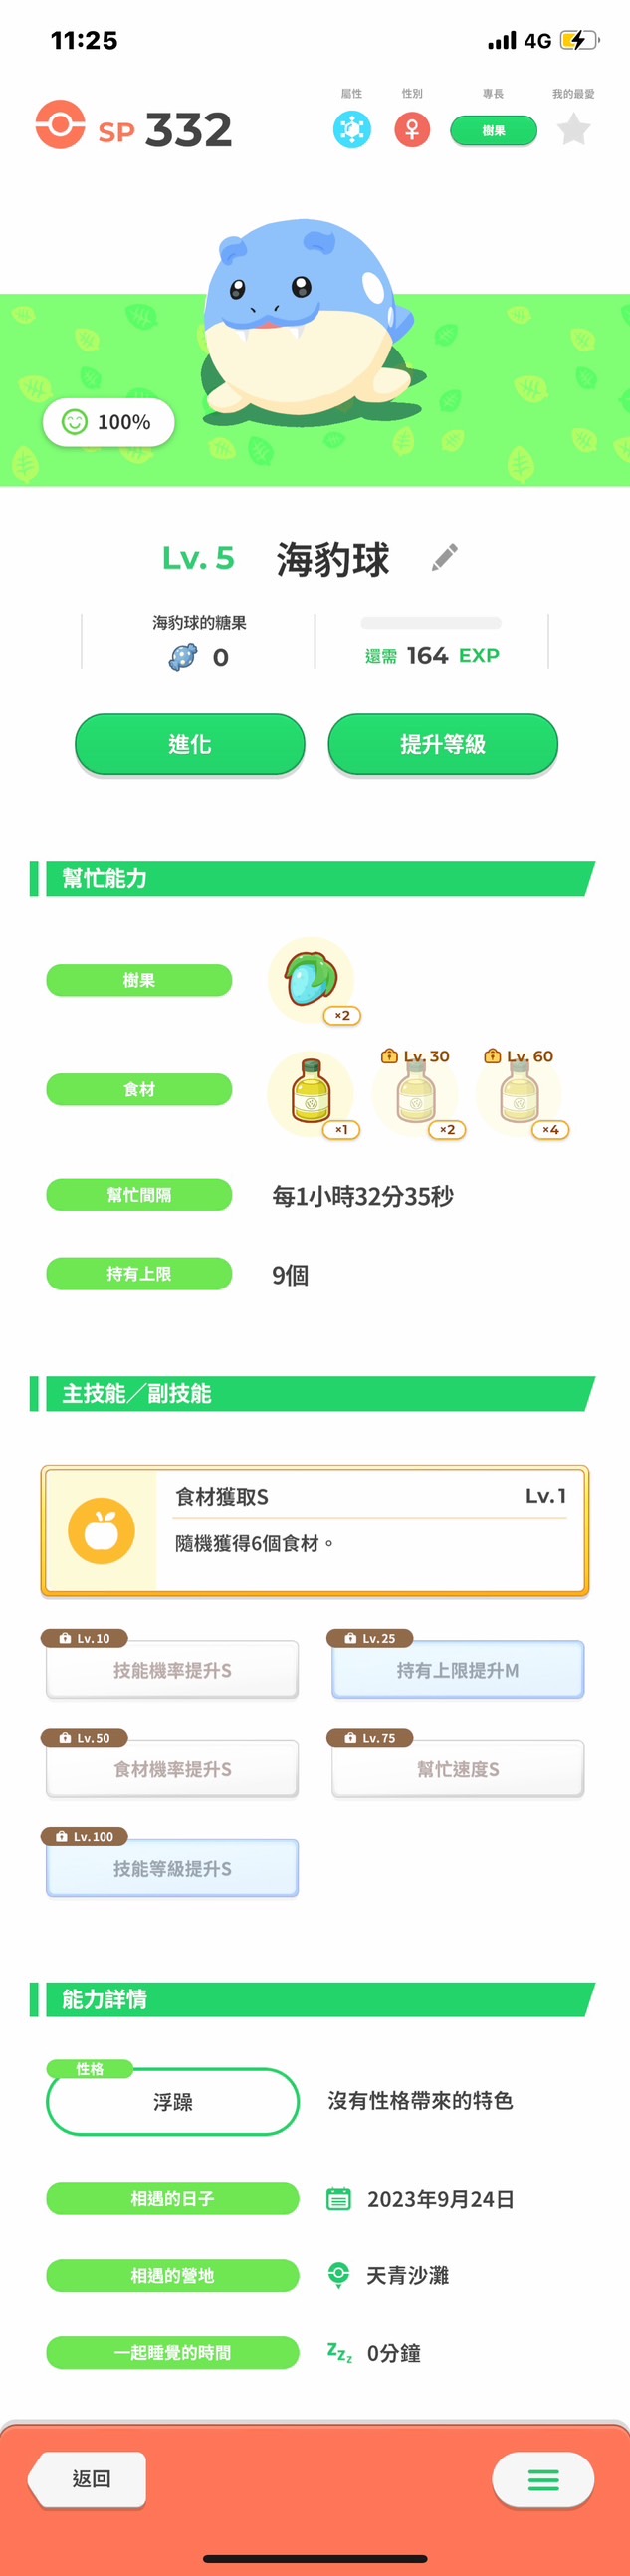 11:25
4G
SP 332
屬性 性別 專長 我的最愛
樹果
100%
Lv. 5 海豹球
海豹球的糖果
0
還需 164 EXP
進化 提升等級
幫忙能力
樹果
×2
食材
Lv. 30 Lv. 60
×1 ×2 ×4
幫忙間隔 每1小時32分35秒
持有上限 9個
主技能／副技能
食材獲取S Lv.1
隨機獲得6個食材。
Lv.10 Lv.25
技能機率提升S 持有上限提升M
Lv.50 Lv.75
食材機率提升S 幫忙速度S
Lv.100
技能等級提升S
能力詳情
性格
浮躁 沒有性格帶來的特色
相遇的日子 2023年9月24日
相遇的營地 天青沙灘
一起睡覺的時間 zzz 0分鐘
返回